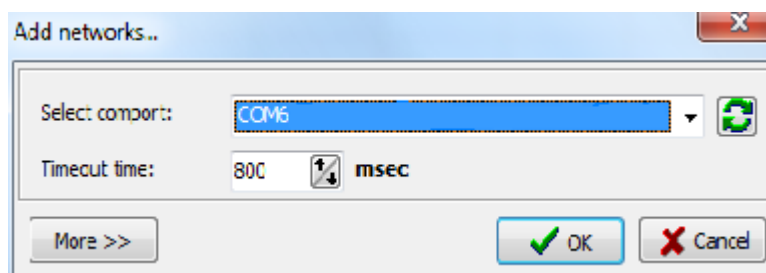 Add networks...
x
Select comport: COM6
Timeout time: 800 msec
More >> OK Cancel